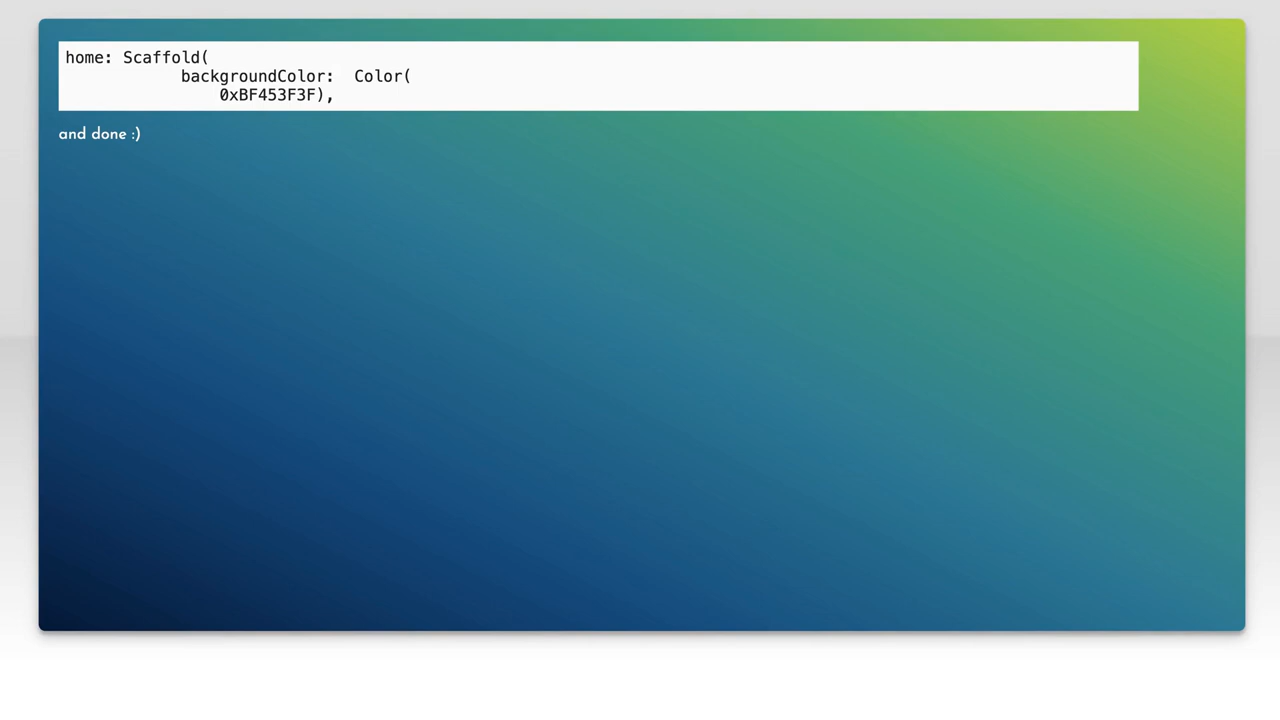 home: Scaffold(
            backgroundColor:  Color(
                0xBF453F3F),
and done :)